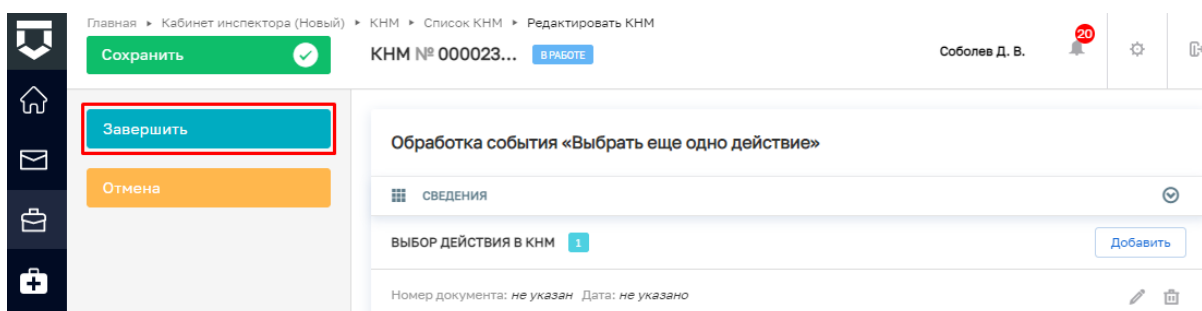 Главная ▸ Кабинет инспектора (Новый) ▸ КНМ ▸ Список КНМ ▸ Редактировать КНМ
Сохранить
КНМ № 000023... В РАБОТЕ
Соболев Д. В.
20
Завершить
Обработка события «Выбрать еще одно действие»
Отмена
СВЕДЕНИЯ
ВЫБОР ДЕЙСТВИЯ В КНМ 1
Добавить
Номер документа: не указан Дата: не указано